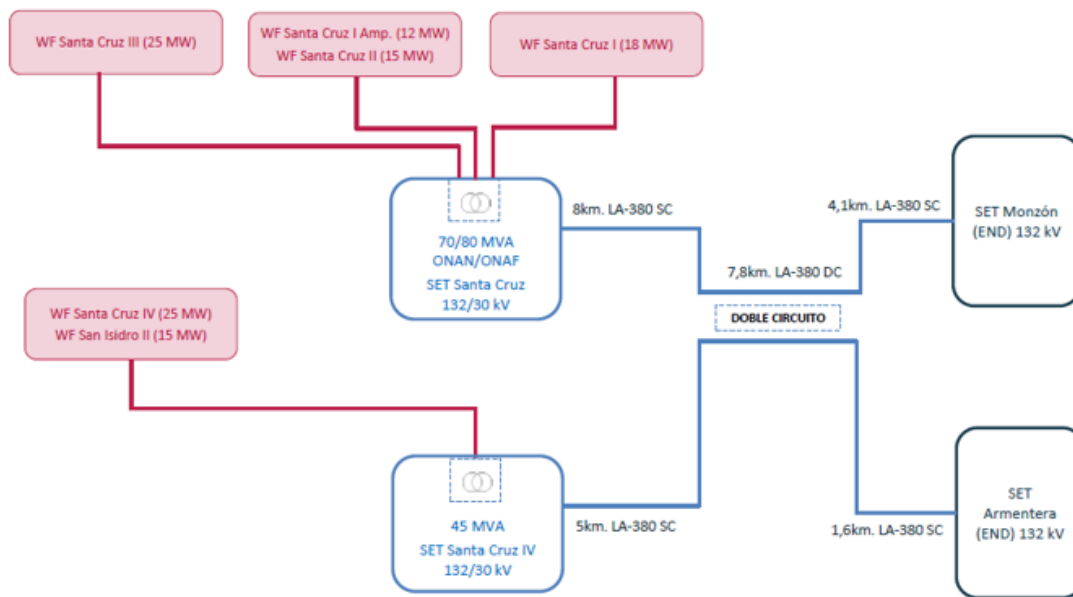 WF Santa Cruz III (25 MW)
WF Santa Cruz I Amp. (12 MW)
WF Santa Cruz II (15 MW)
WF Santa Cruz I (18 MW)
70/80 MVA
ONAN/ONAF
SET Santa Cruz
132/30 kV
8km. LA-380 SC
7,8km. LA-380 DC
4,1km. LA-380 SC
SET Monzón
(END) 132 kV
DOBLE CIRCUITO
WF Santa Cruz IV (25 MW)
WF San Isidro II (15 MW)
45 MVA
SET Santa Cruz IV
132/30 kV
5km. LA-380 SC
1,6km. LA-380 SC
SET
Armentera
(END) 132 kV